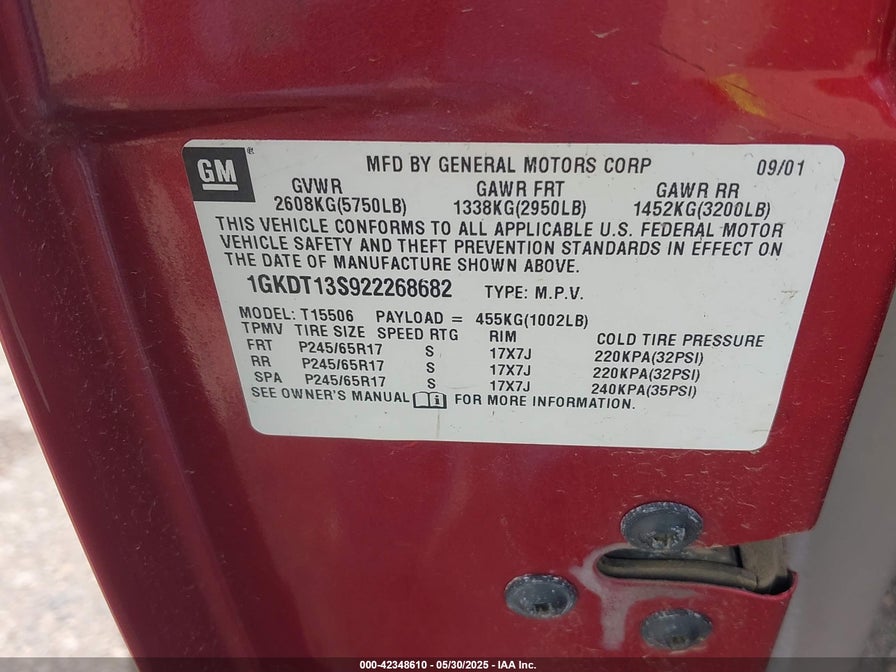 GM ® MFD BY GENERAL MOTORS CORP 09/01
GVWR GAWR FRT GAWR RR
2608KG(5750LB) 1338KG(2950LB) 1452KG(3200LB)
THIS VEHICLE CONFORMS TO ALL APPLICABLE U.S. FEDERAL MOTOR
VEHICLE SAFETY AND THEFT PREVENTION STANDARDS IN EFFECT ON
THE DATE OF MANUFACTURE SHOWN ABOVE.
1GKDT13S922268682 TYPE: M.P.V.
MODEL: T15506 PAYLOAD = 455KG(1002LB)
TPMV TIRE SIZE SPEED RTG RIM COLD TIRE PRESSURE
FRT P245/65R17 S 17X7J 220KPA(32PSI)
RR P245/65R17 S 17X7J 220KPA(32PSI)
SPA P245/65R17 S 17X7J 240KPA(35PSI)
SEE OWNER'S MANUAL i FOR MORE INFORMATION.
000-42348610 - 05/30/2025 - IAA Inc.